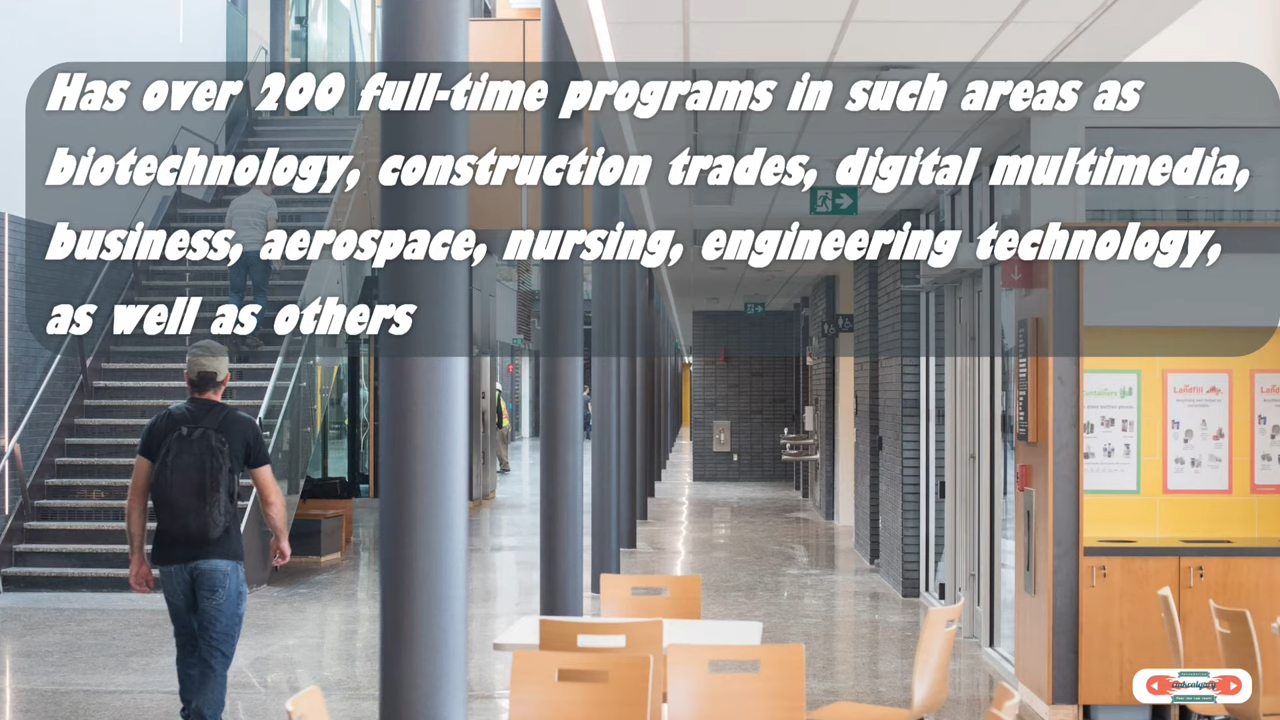 Has over 200 full-time programs in such areas as
biotechnology, construction trades, digital multimedia,
business, aerospace, nursing, engineering technology,
as well as others
Landfill